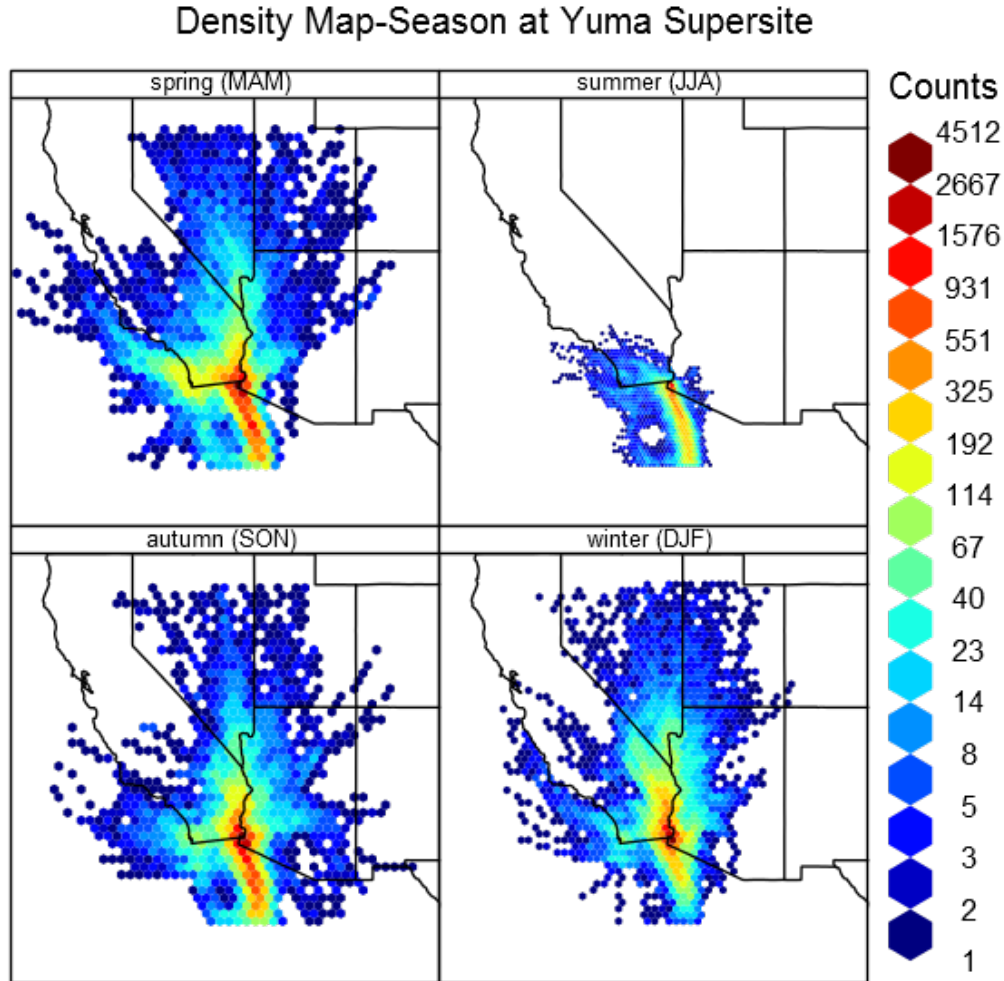 Density Map-Season at Yuma Supersite
spring (MAM)
summer (JJA)
autumn (SON)
winter (DJF)
Counts
4512
2667
1576
931
551
325
192
114
67
40
23
14
8
5
3
2
1